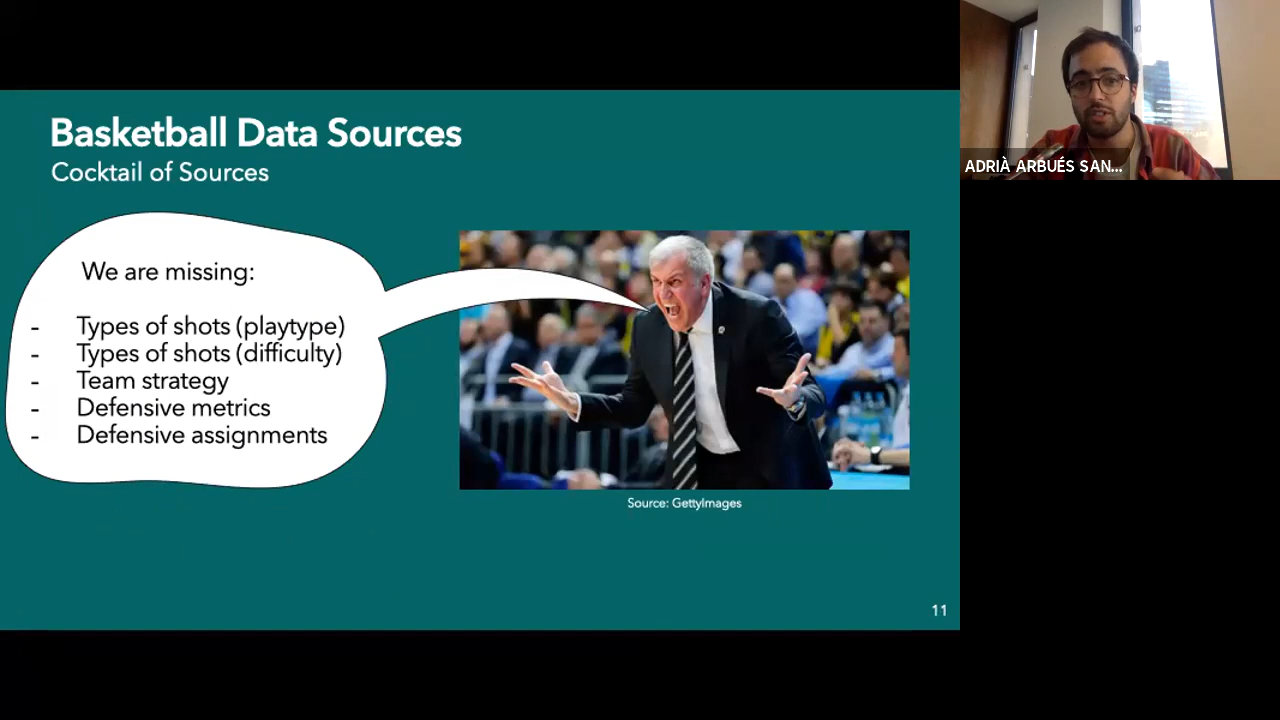 Basketball Data Sources
Cocktail of Sources
We are missing:
- Types of shots (playtype)
- Types of shots (difficulty)
- Team strategy
- Defensive metrics
- Defensive assignments
Source: GettyImages
11
ADRIÀ ARBUÉS SAN...